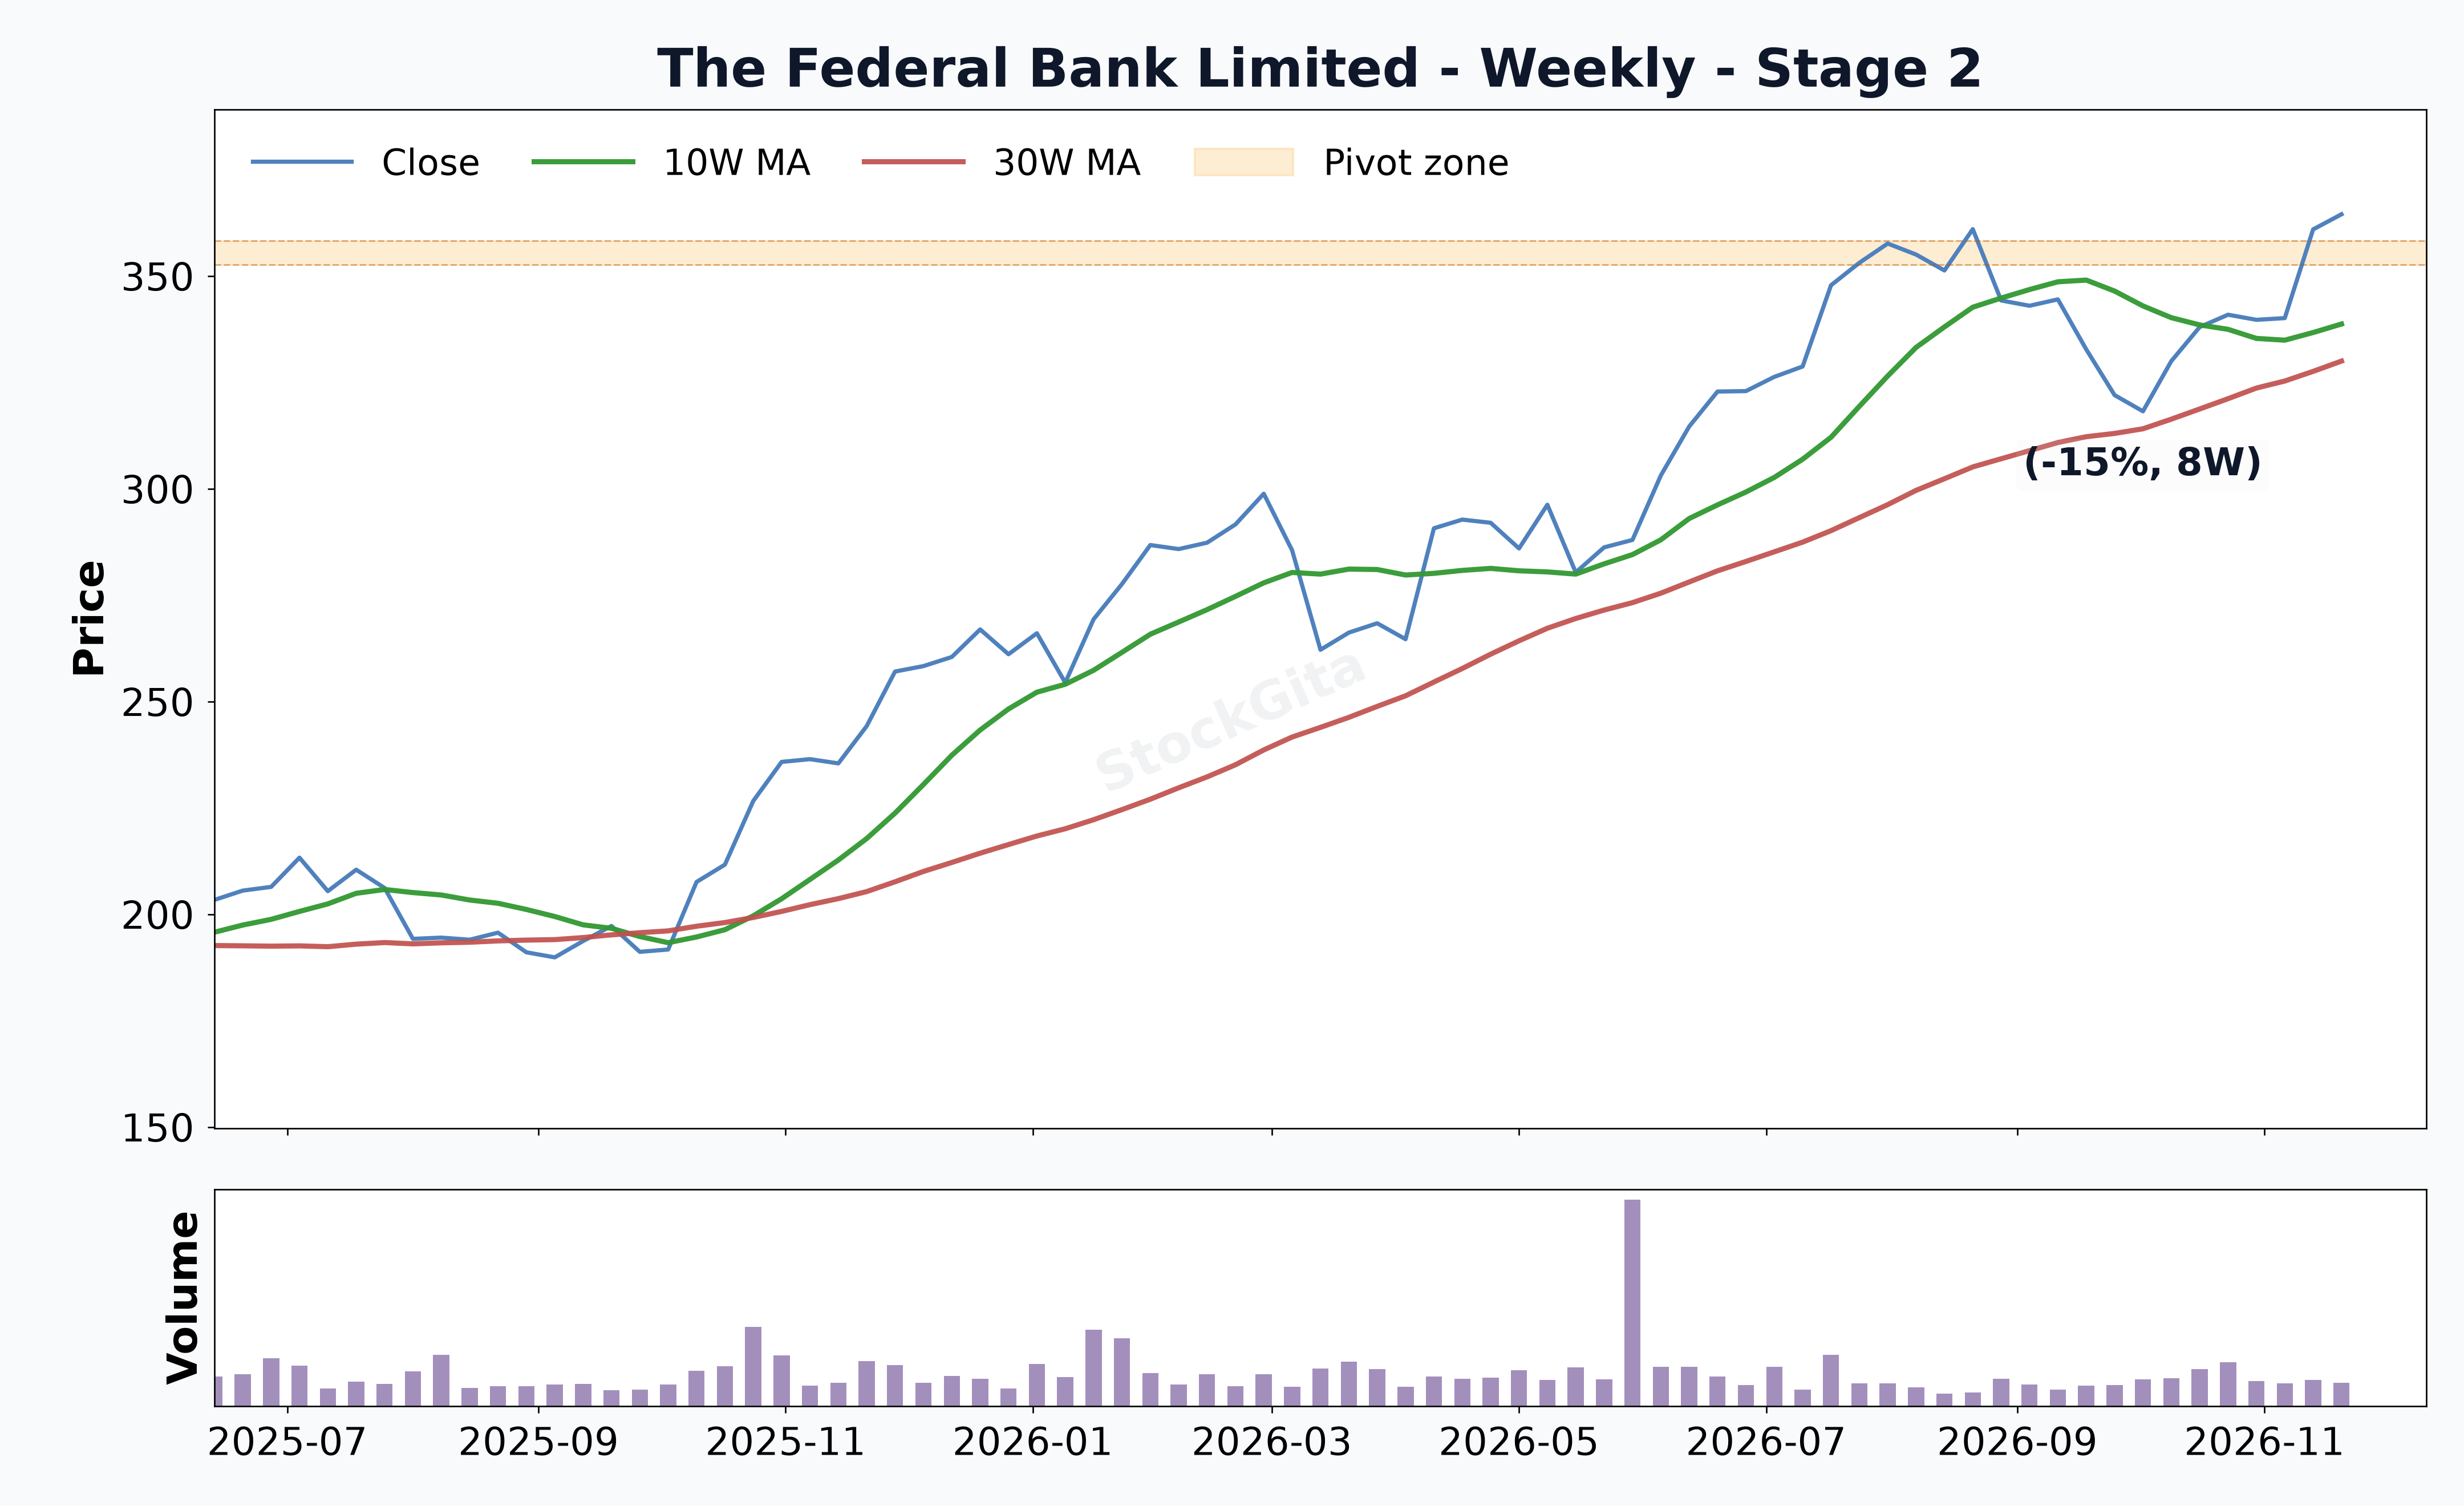 The Federal Bank Limited - Weekly - Stage 2
Close 10W MA 30W MA Pivot zone
350
300
250
200
150
Price
(-15%, 8W)
StockGita
Volume
2025-07 2025-09 2025-11 2026-01 2026-03 2026-05 2026-07 2026-09 2026-11